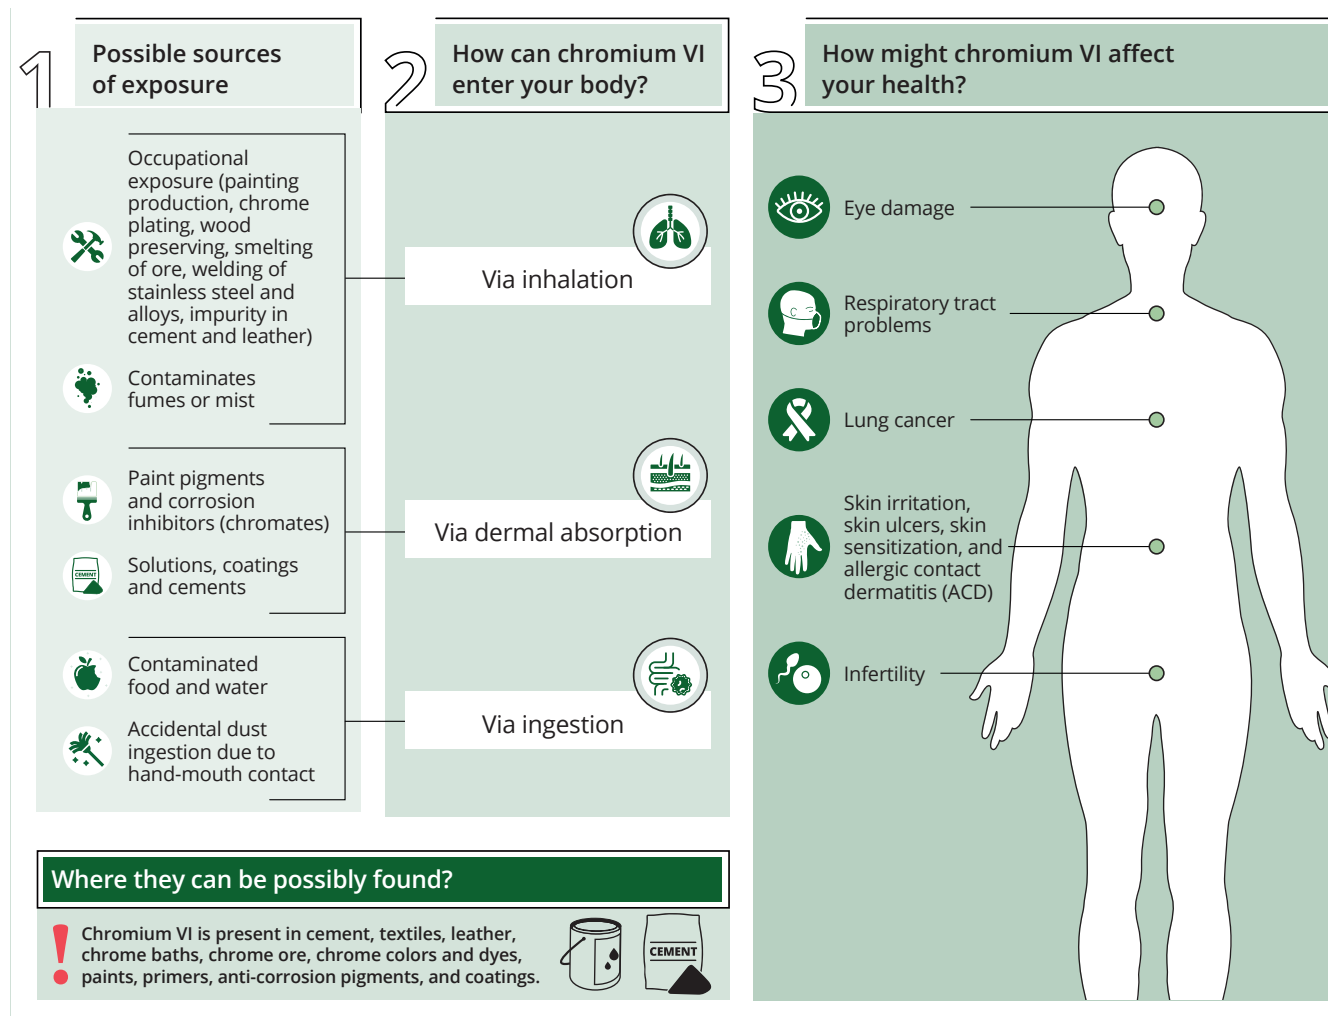 1
Possible sources
of exposure
Occupational
exposure (painting
production, chrome
plating, wood
preserving, smelting
of ore, welding of
stainless steel and
alloys, impurity in
cement and leather)
Contaminates
fumes or mist
Paint pigments
and corrosion
inhibitors (chromates)
CEMENT
Solutions, coatings
and cements
Contaminated
food and water
Accidental dust
ingestion due to
hand-mouth contact
2
How can chromium VI
enter your body?
Via inhalation
Via dermal absorption
Via ingestion
3
How might chromium VI affect
your health?
Eye damage
Respiratory tract
problems
Lung cancer
Skin irritation,
skin ulcers, skin
sensitization, and
allergic contact
dermatitis (ACD)
Infertility
Where they can be possibly found?
! Chromium VI is present in cement, textiles, leather,
chrome baths, chrome ore, chrome colors and dyes,
paints, primers, anti-corrosion pigments, and coatings.
CEMENT